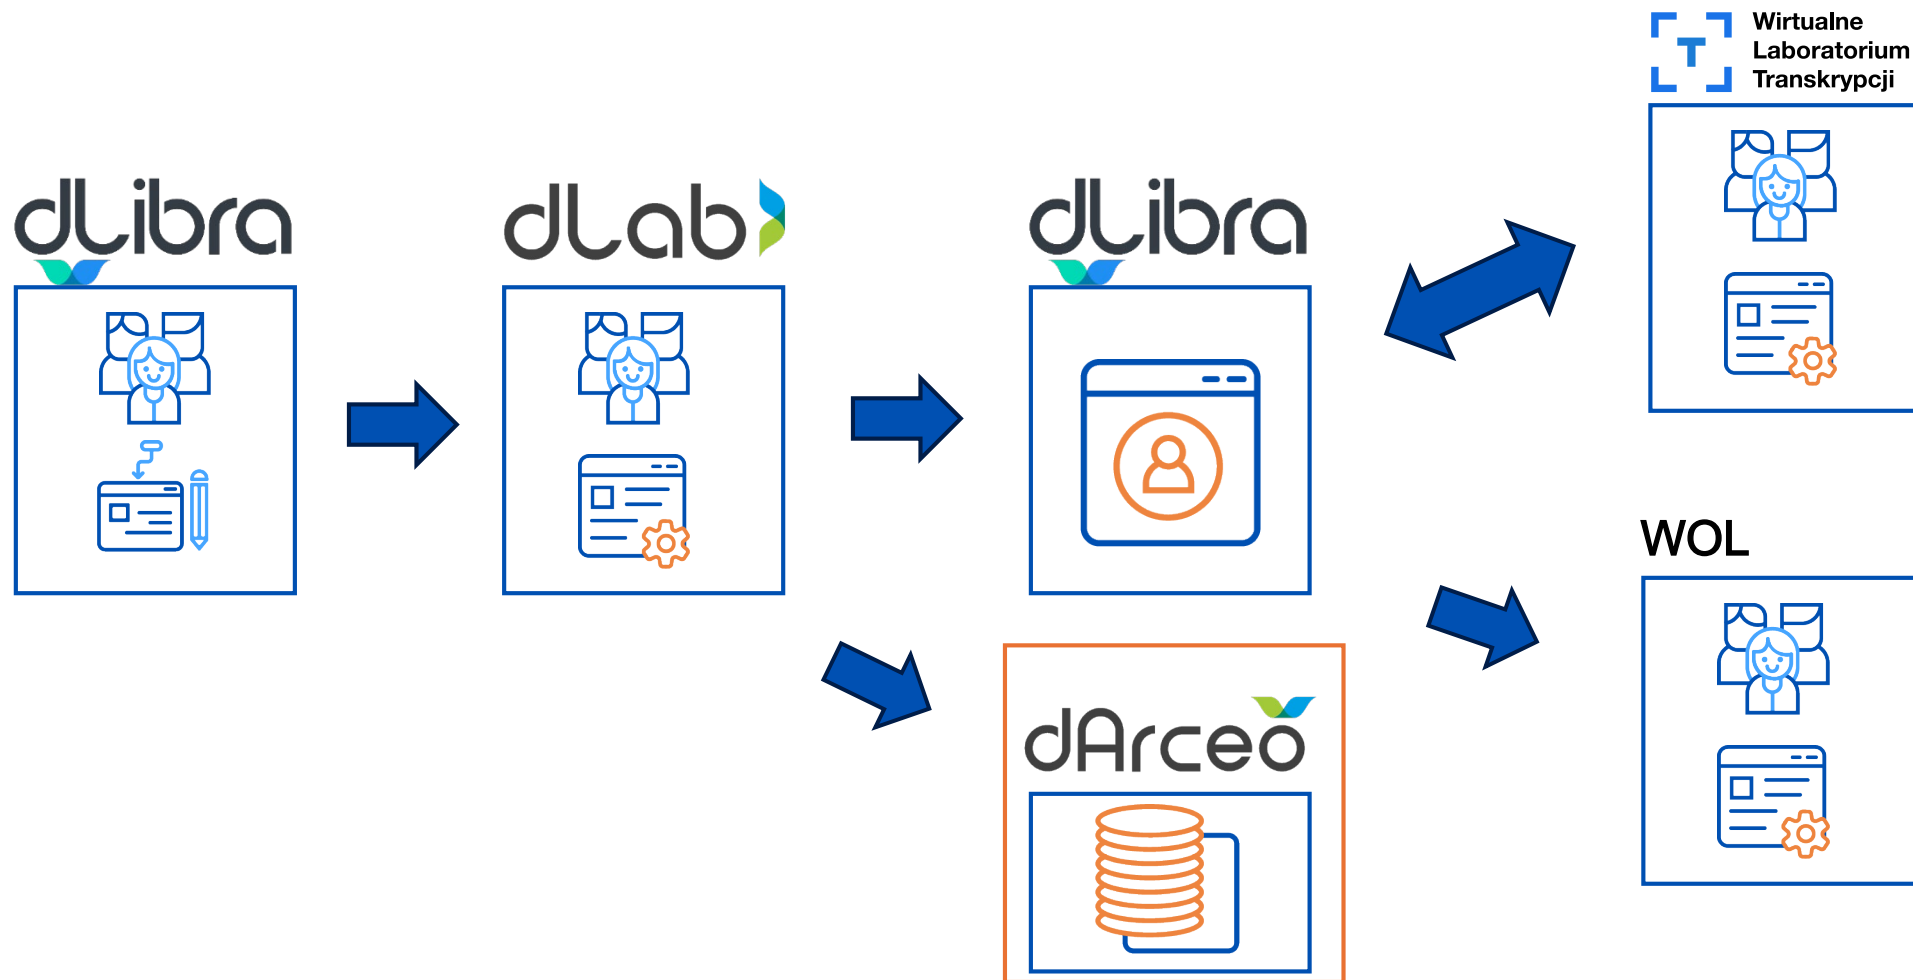 dLibra
dLab
dLibra
T
Wirtualne
Laboratorium
Transkrypcji
WOL
dArceo